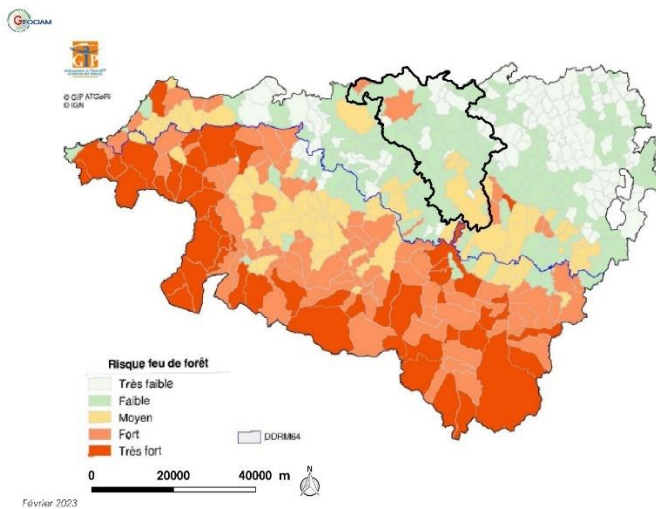 GEOCIAM
GIP
© GIP ATGeRi
© IGN
Risque feu de forêt
Très faible
Faible
Moyen
Fort
Très fort
DDRM64
0 20000 40000 m
N
Février 2023